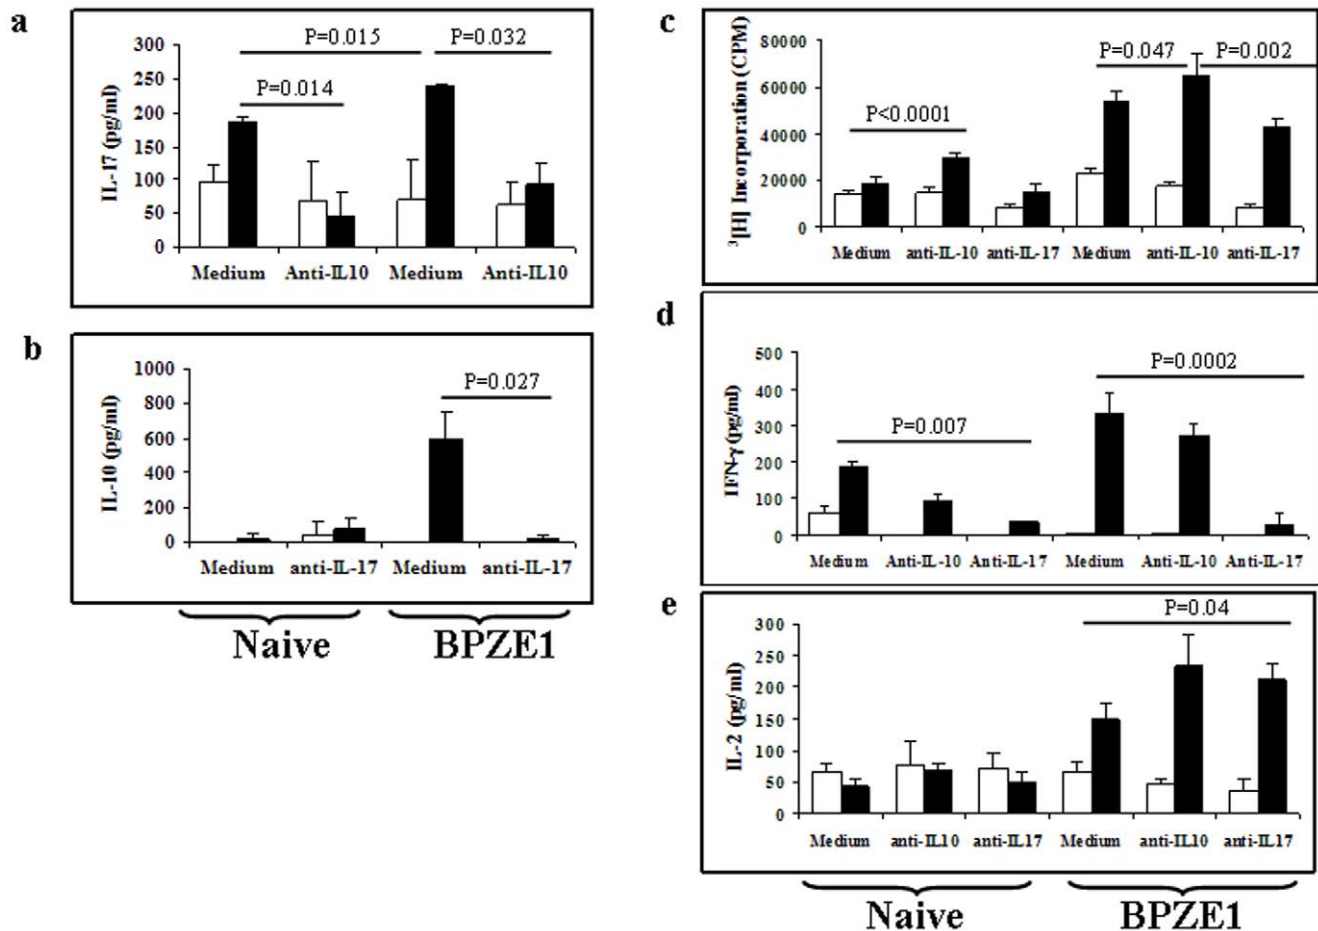 a
P=0.015
P=0.032
P=0.014
IL-17 (pg/ml)
300
250
200
150
100
50
0
Medium Anti-IL10 Medium Anti-IL10
b
P=0.027
IL-10 (pg/ml)
1000
800
600
400
200
0
Medium anti-IL-17 Medium anti-IL-17
Naive BPZE1
c
P=0.047 P=0.002
P<0.0001
³[H] Incorporation (CPM)
80000
60000
40000
20000
0
Medium anti-IL-10 anti-IL-17 Medium anti-IL-10 anti-IL-17
d
P=0.0002
P=0.007
IFN-γ (pg/ml)
500
400
300
200
100
0
Medium Anti-IL-10 Anti-IL-17 Medium Anti-IL-10 Anti-IL-17
e
P=0.04
IL-2 (pg/ml)
300
250
200
150
100
50
0
Medium anti-IL10 anti-IL17 Medium anti-IL10 anti-IL17
Naive BPZE1